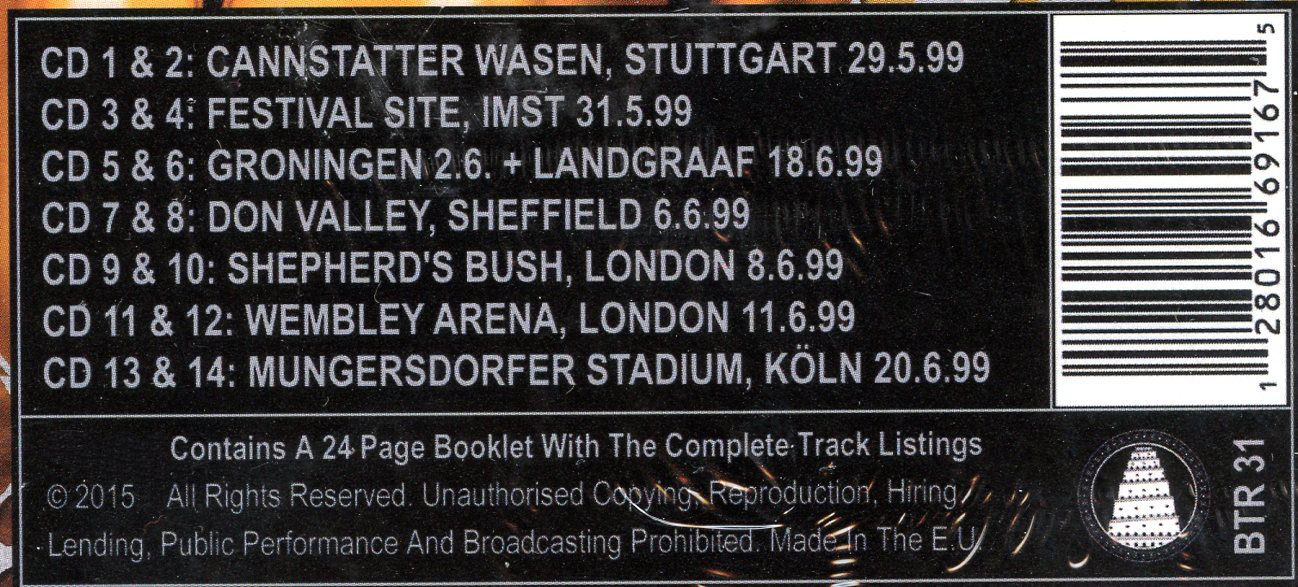 CD 1 & 2: CANNSTATTER WASEN, STUTTGART 29.5.99
CD 3 & 4: FESTIVAL SITE, IMST 31.5.99
CD 5 & 6: GRONINGEN 2.6. + LANDGRAAF 18.6.99
CD 7 & 8: DON VALLEY, SHEFFIELD 6.6.99
CD 9 & 10: SHEPHERD'S BUSH, LONDON 8.6.99
CD 11 & 12: WEMBLEY ARENA, LONDON 11.6.99
CD 13 & 14: MUNGERSDORFER STADIUM, KÖLN 20.6.99
1 28016 69167 5
Contains A 24 Page Booklet With The Complete Track Listings
© 2015 All Rights Reserved. Unauthorised Copying, Reproduction, Hiring,
Lending, Public Performance And Broadcasting Prohibited. Made In The E.U.
BTR 31